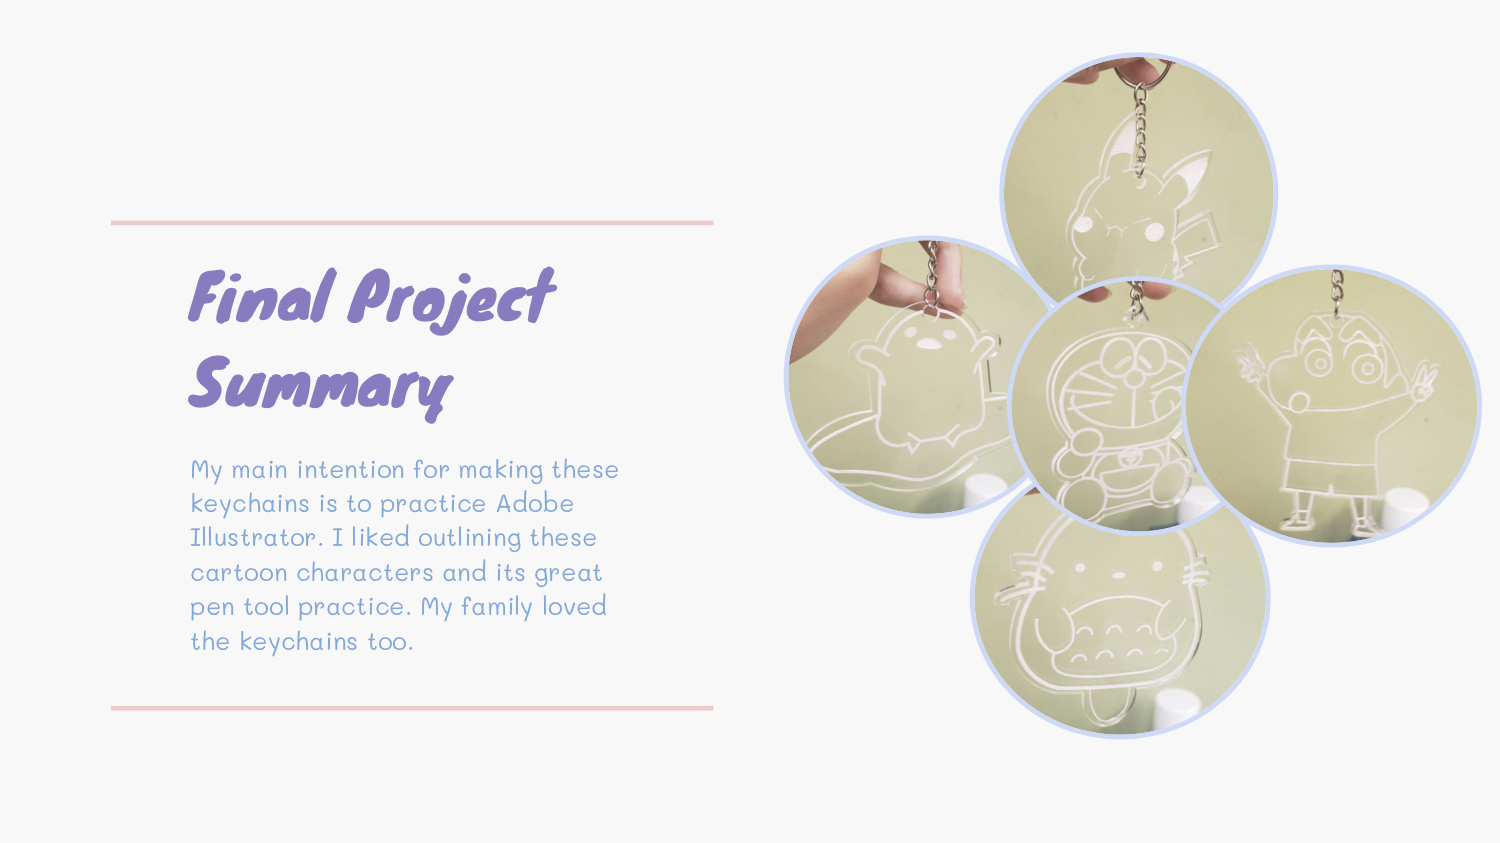 Final Project
Summary
My main intention for making these
keychains is to practice Adobe
Illustrator. I liked outlining these
cartoon characters and its great
pen tool practice. My family loved
the keychains too.